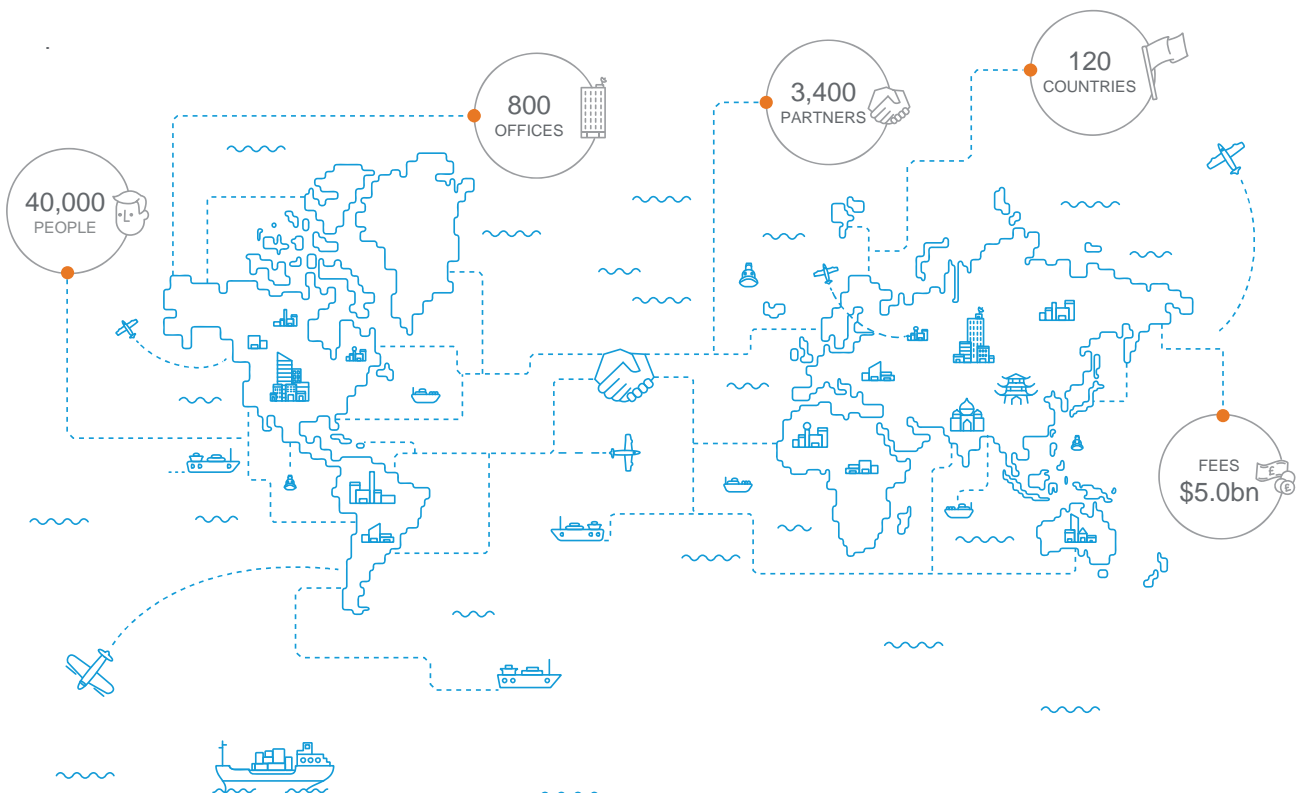 40,000
PEOPLE
800
OFFICES
3,400
PARTNERS
120
COUNTRIES
FEES
$5.0bn
£
£